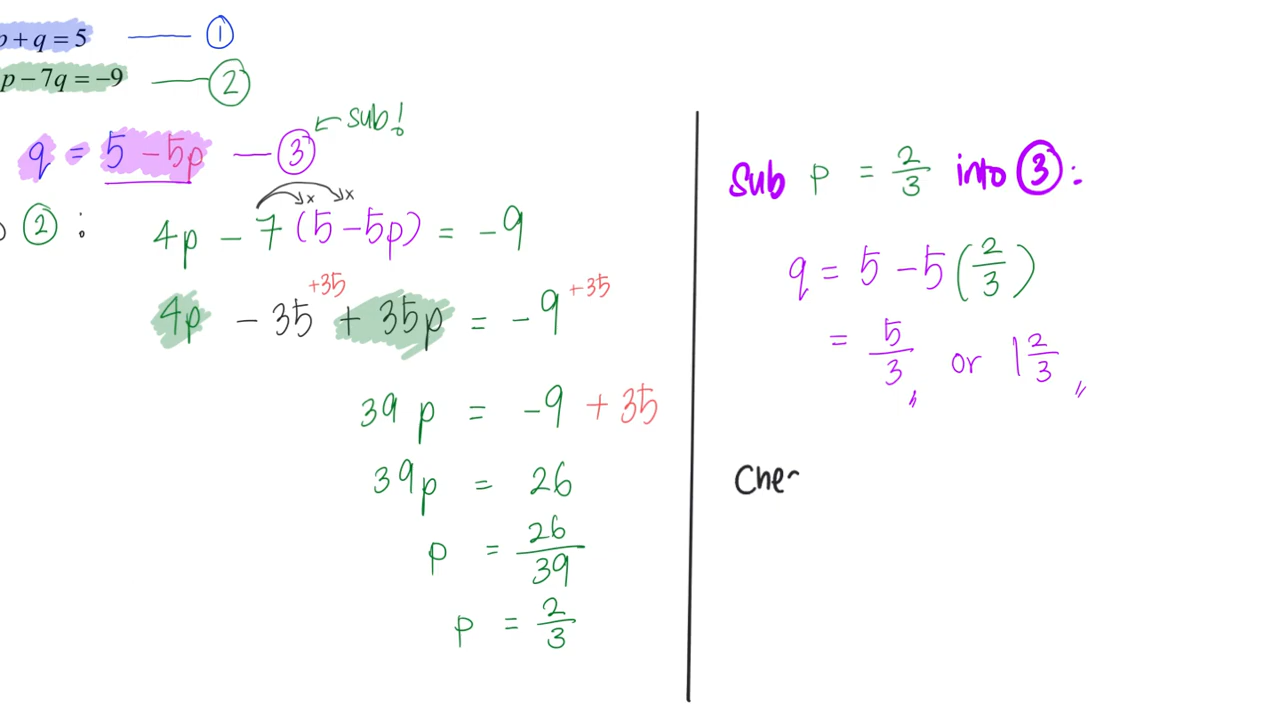 p + q = 5 ——— ①
p − 7q = −9 ——— ②
sub!
q = 5 − 5p — ③
② :
4p − 7 (5 − 5p) = −9
+35 +35
4p − 35 + 35p = −9
39p = −9 + 35
39p = 26
p = 26/39
p = 2/3
Sub p = 2/3 into ③ :
q = 5 − 5 (2/3)
= 5/3 or 1 2/3
Che